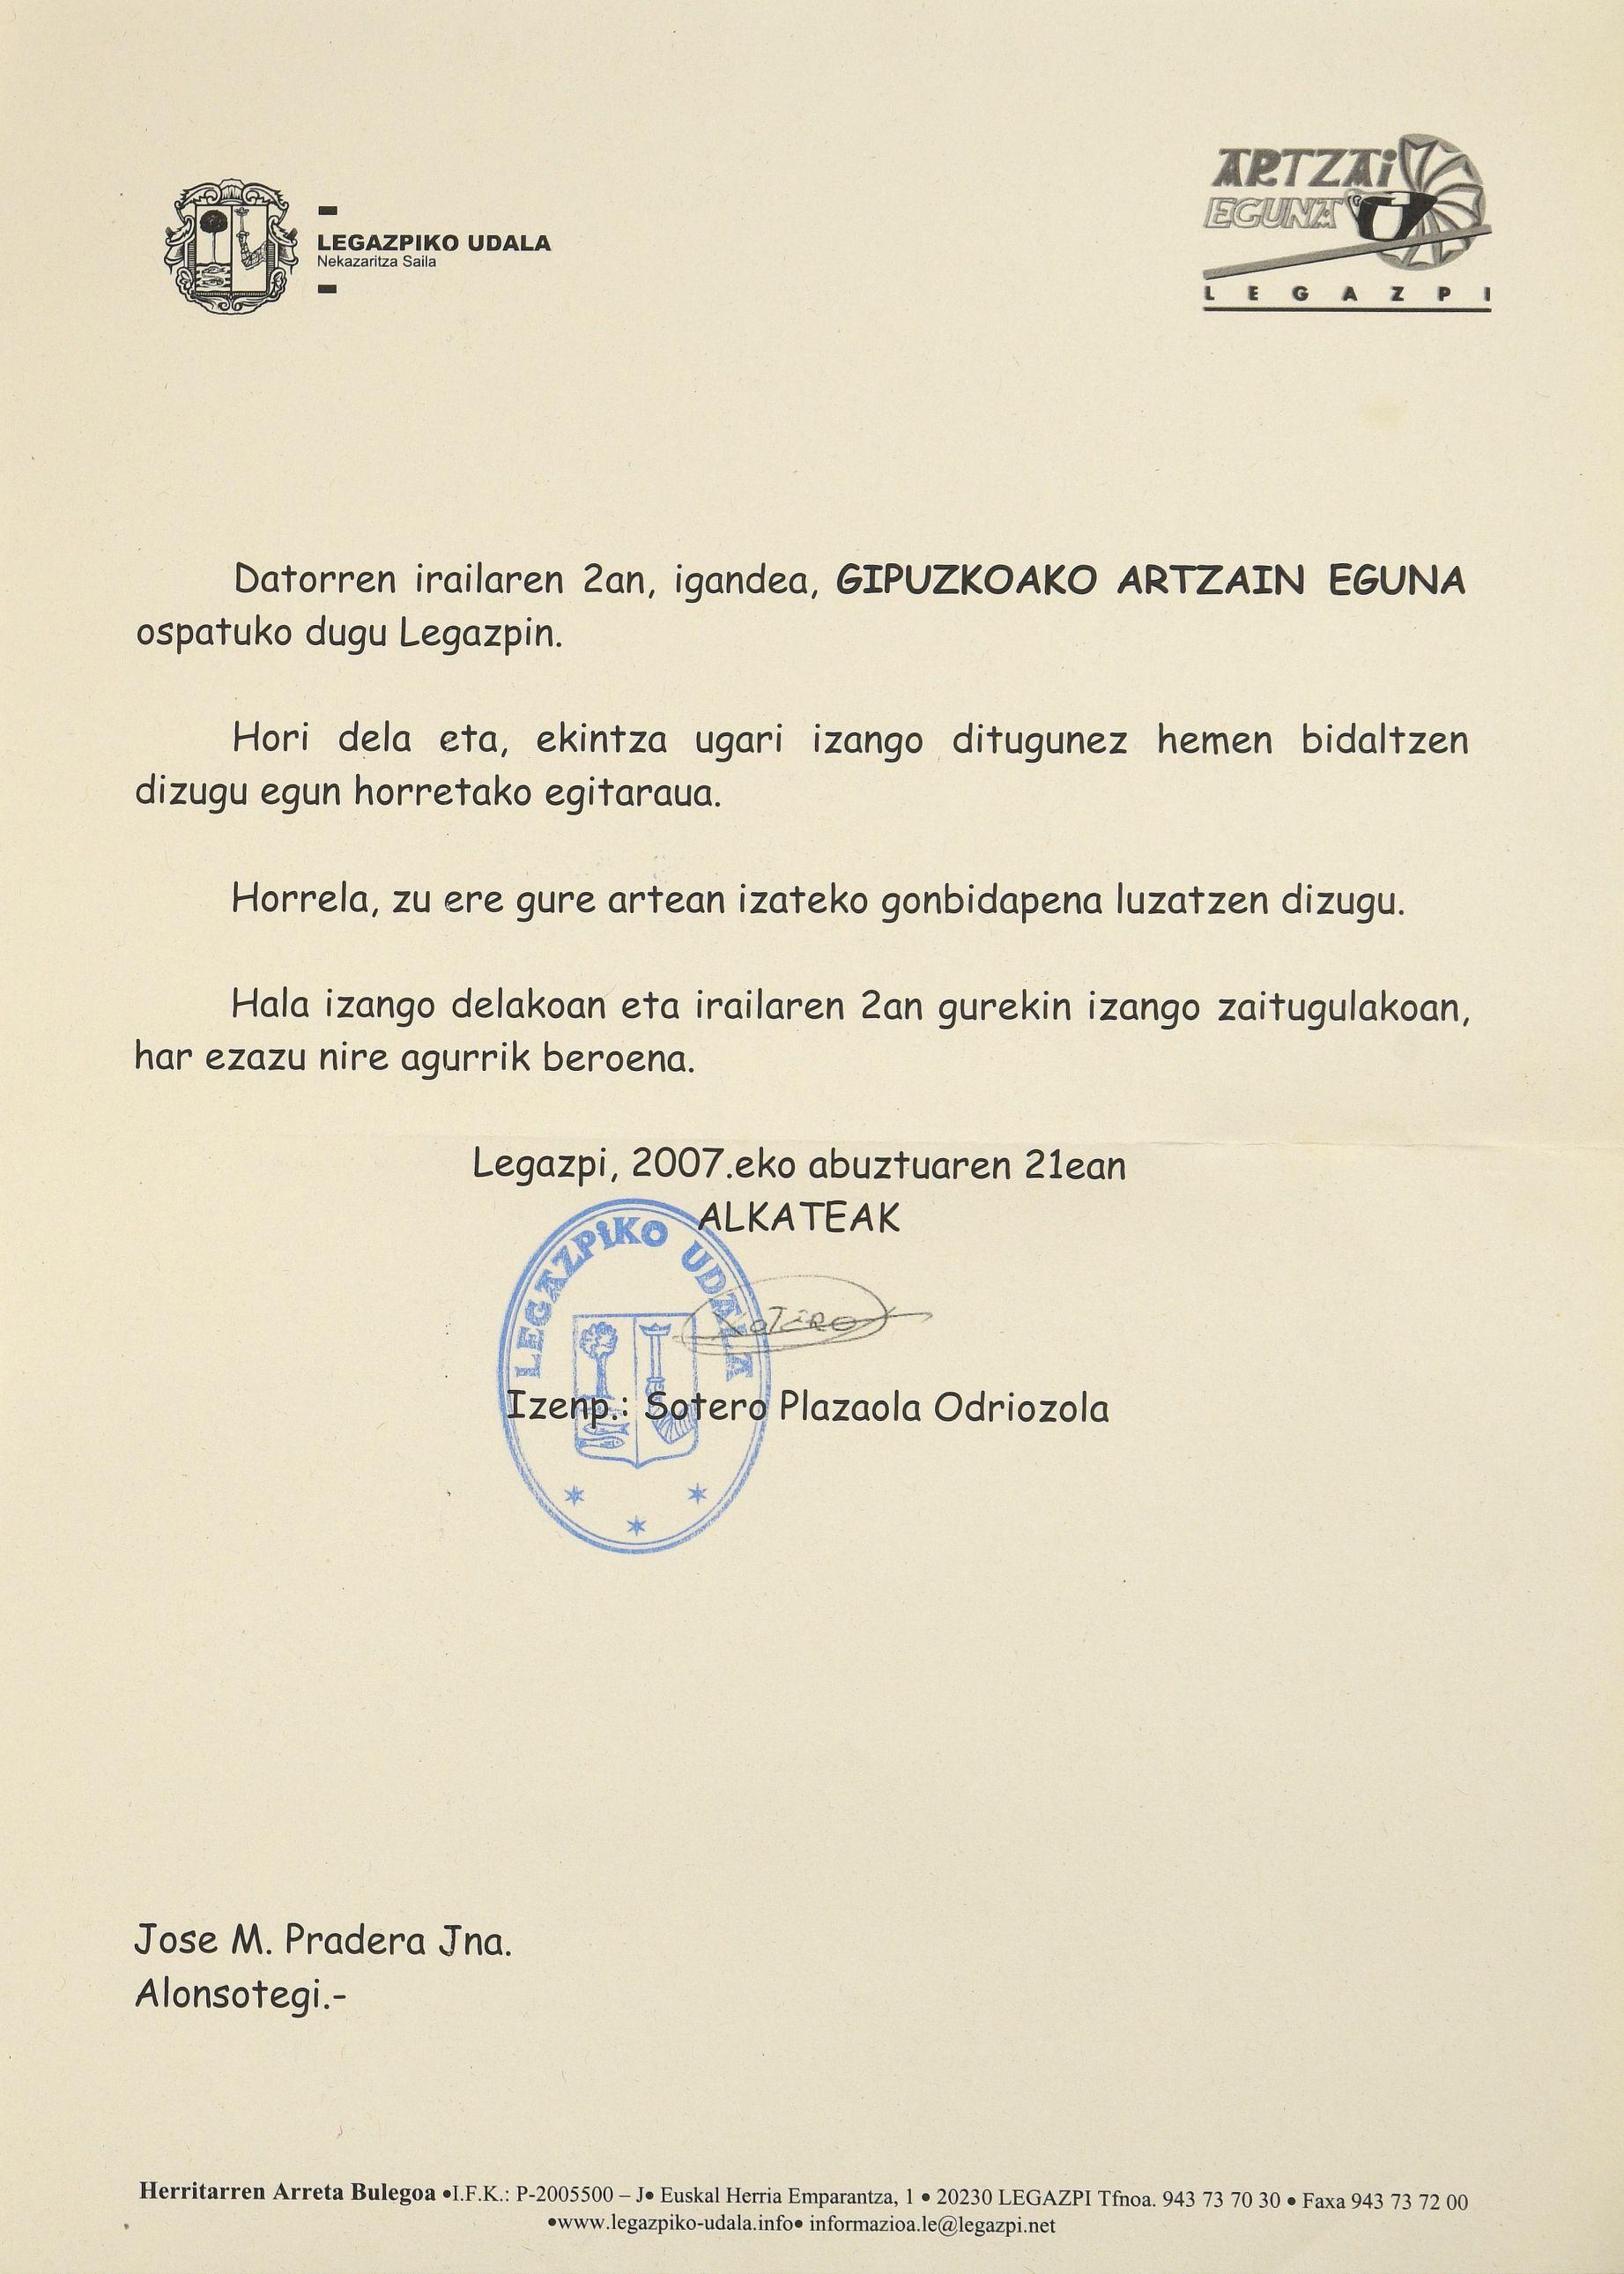 LEGAZPIKO UDALA
Nekazaritza Saila
ARTZAI
EGUNA
LEGAZPI
Datorren irailaren 2an, igandea, GIPUZKOAKO ARTZAIN EGUNA
ospatuko dugu Legazpin.
Hori dela eta, ekintza ugari izango ditugunez hemen bidaltzen
dizugu egun horretako egitaraua.
Horrela, zu ere gure artean izateko gonbidapena luzatzen dizugu.
Hala izango delakoan eta irailaren 2an gurekin izango zaitugulakoan,
har ezazu nire agurrik beroena.
Legazpi, 2007.eko abuztuaren 21ean
ALKATEAK
LEGAZPIKO UDALA
SOTERO
Izenp.: Sotero Plazaola Odriozola
Jose M. Pradera Jna.
Alonsotegi.-
Herritarren Arreta Bulegoa •I.F.K.: P-2005500 – J• Euskal Herria Emparantza, 1 • 20230 LEGAZPI Tfnoa. 943 73 70 30 • Faxa 943 73 72 00
•www.legazpiko-udala.info• informazioa.le@legazpi.net